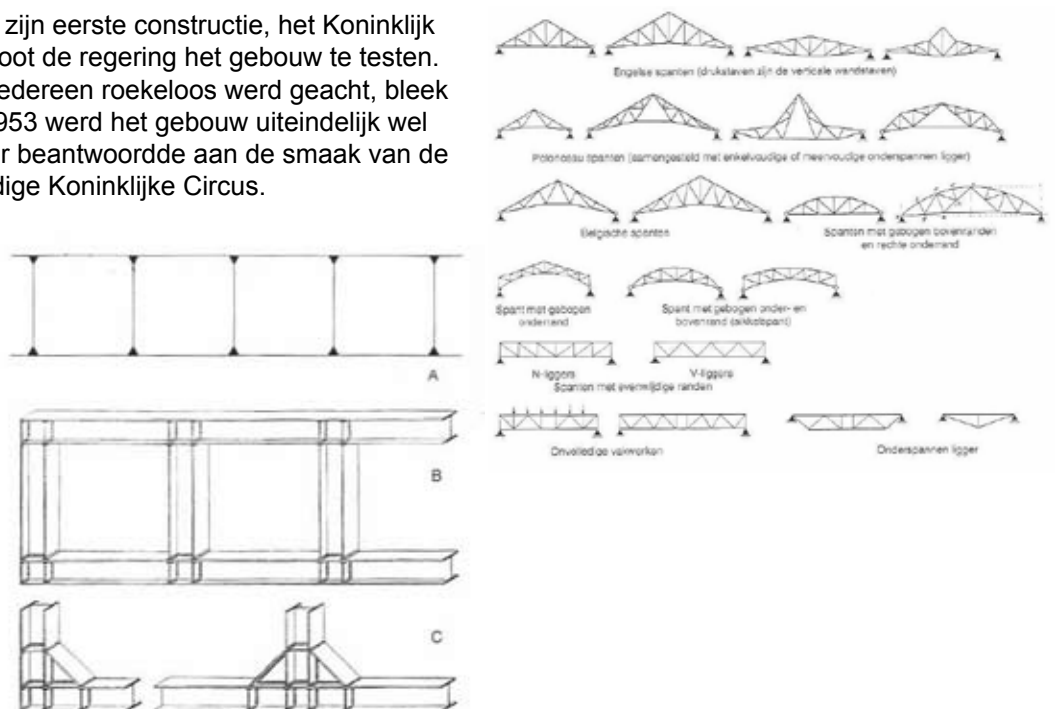 zijn eerste constructie, het Koninklijk
oot de regering het gebouw te testen.
edereen roekeloos werd geacht, bleek
953 werd het gebouw uiteindelijk wel
r beantwoordde aan de smaak van de
dige Koninklijke Circus.
A
B
C
Engelse spanten (drukstaven zijn de verticale wandstaven)
Polonceau spanten (samengesteld met enkelvoudige of meervoudige onderspannen ligger)
Belgische spanten
Spanten met gebogen bovenranden
en rechte onderrand
Spant met gebogen
onderrand
Spant met gebogen onder- en
bovenrand (sikkelspant)
N-liggers
V-liggers
Spanten met evenwijdige randen
Onvolledige vakwerken
Onderspannen ligger